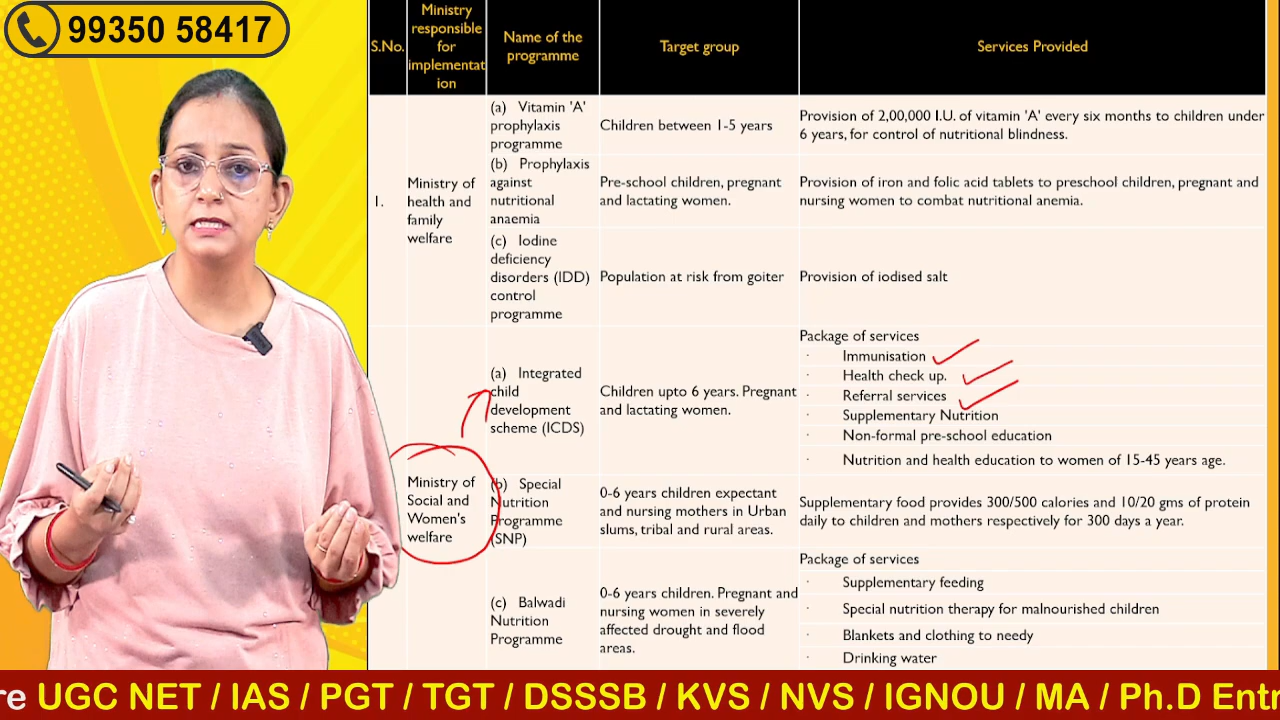 99350 58417
S.No.
Ministry
responsible
for
implementat
ion
Name of the
programme
Target group
Services Provided
1.
Ministry of
health and
family
welfare
(a) Vitamin 'A'
prophylaxis
programme
Children between 1-5 years
Provision of 2,00,000 I.U. of vitamin 'A' every six months to children under
6 years, for control of nutritional blindness.
(b) Prophylaxis
against
nutritional
anaemia
Pre-school children, pregnant
and lactating women.
Provision of iron and folic acid tablets to preschool children, pregnant and
nursing women to combat nutritional anemia.
(c) Iodine
deficiency
disorders (IDD)
control
programme
Population at risk from goiter
Provision of iodised salt
Ministry of
Social and
Women's
welfare
(a) Integrated
child
development
scheme (ICDS)
Children upto 6 years. Pregnant
and lactating women.
Package of services
· Immunisation
· Health check up.
· Referral services
· Supplementary Nutrition
· Non-formal pre-school education
· Nutrition and health education to women of 15-45 years age.
(b) Special
Nutrition
Programme
(SNP)
0-6 years children expectant
and nursing mothers in Urban
slums, tribal and rural areas.
Supplementary food provides 300/500 calories and 10/20 gms of protein
daily to children and mothers respectively for 300 days a year.
(c) Balwadi
Nutrition
Programme
0-6 years children. Pregnant and
nursing women in severely
affected drought and flood
areas.
Package of services
· Supplementary feeding
· Special nutrition therapy for malnourished children
· Blankets and clothing to needy
· Drinking water
re UGC NET / IAS / PGT / TGT / DSSSB / KVS / NVS / IGNOU / MA / Ph.D Entr